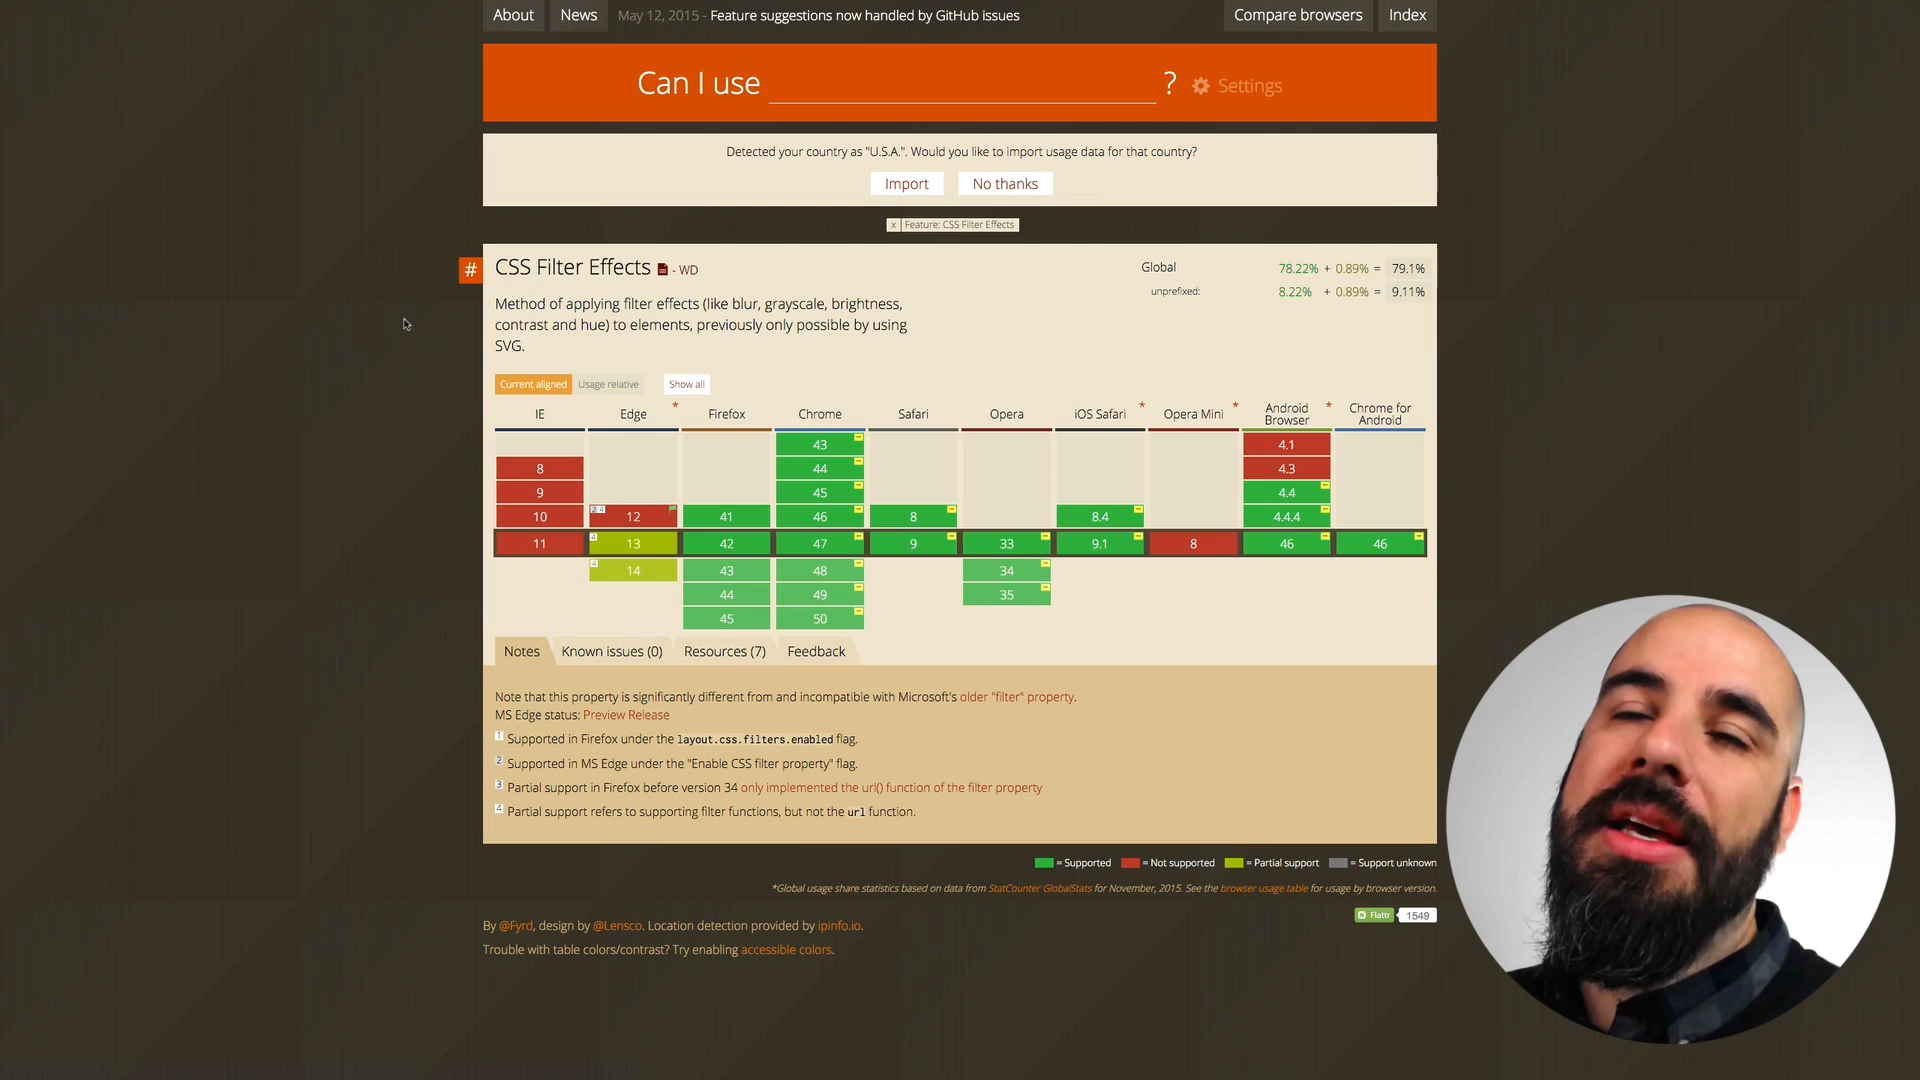 About
News
May 12, 2015 - Feature suggestions now handled by GitHub issues
Compare browsers
Index
Can I use ?
Settings
Detected your country as "U.S.A.". Would you like to import usage data for that country?
Import
No thanks
x Feature: CSS Filter Effects
# CSS Filter Effects - WD
Global 78.22% + 0.89% = 79.1%
unprefixed: 8.22% + 0.89% = 9.11%
Method of applying filter effects (like blur, grayscale, brightness,
contrast and hue) to elements, previously only possible by using
SVG.
Current aligned Usage relative Show all
IE Edge * Firefox Chrome Safari Opera iOS Safari * Opera Mini * Android Browser * Chrome for Android
43 4.1
8 44 4.3
9 45 4.4
10 2 4 12 41 46 8 8.4 4.4.4
11 4 13 42 47 9 33 9.1 8 46 46
4 14 43 48 34
44 49 35
45 50
Notes Known issues (0) Resources (7) Feedback
Note that this property is significantly different from and incompatible with Microsoft's older "filter" property.
MS Edge status: Preview Release
1 Supported in Firefox under the layout.css.filters.enabled flag.
2 Supported in MS Edge under the "Enable CSS filter property" flag.
3 Partial support in Firefox before version 34 only implemented the url() function of the filter property
4 Partial support refers to supporting filter functions, but not the url function.
= Supported = Not supported = Partial support = Support unknown
*Global usage share statistics based on data from StatCounter GlobalStats for November, 2015. See the browser usage table for usage by browser version.
Flattr 1549
By @Fyrd, design by @Lensco. Location detection provided by ipinfo.io.
Trouble with table colors/contrast? Try enabling accessible colors.